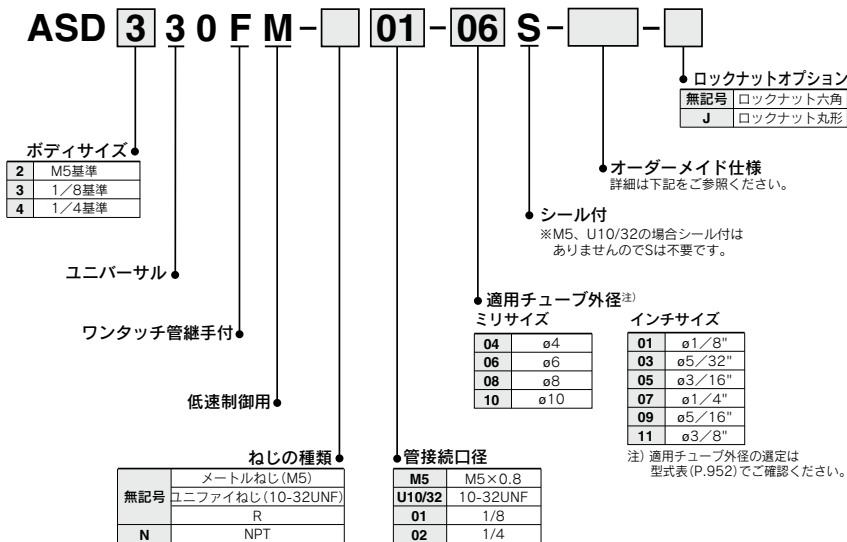 ASD 3 3 0 F M - 01 - 06 S - -
ロックナットオプション
無記号 ロックナット六角
J ロックナット丸形
ボディサイズ
2 M5基準
3 1/8基準
4 1/4基準
オーダーメイド仕様
詳細は下記をご参照ください。
シール付
※M5、U10/32の場合シール付は
ありませんのでSは不要です。
ユニバーサル
適用チューブ外径注)
ミリサイズ
04 ø4
06 ø6
08 ø8
10 ø10
インチサイズ
01 ø1/8"
03 ø5/32"
05 ø3/16"
07 ø1/4"
09 ø5/16"
11 ø3/8"
注) 適用チューブ外径の選定は
型式表(P.952)でご確認ください。
ワンタッチ管継手付
低速制御用
ねじの種類
無記号 メートルねじ(M5)
ユニファイねじ(10-32UNF)
R
N NPT
管接続口径
M5 M5×0.8
U10/32 10-32UNF
01 1/8
02 1/4